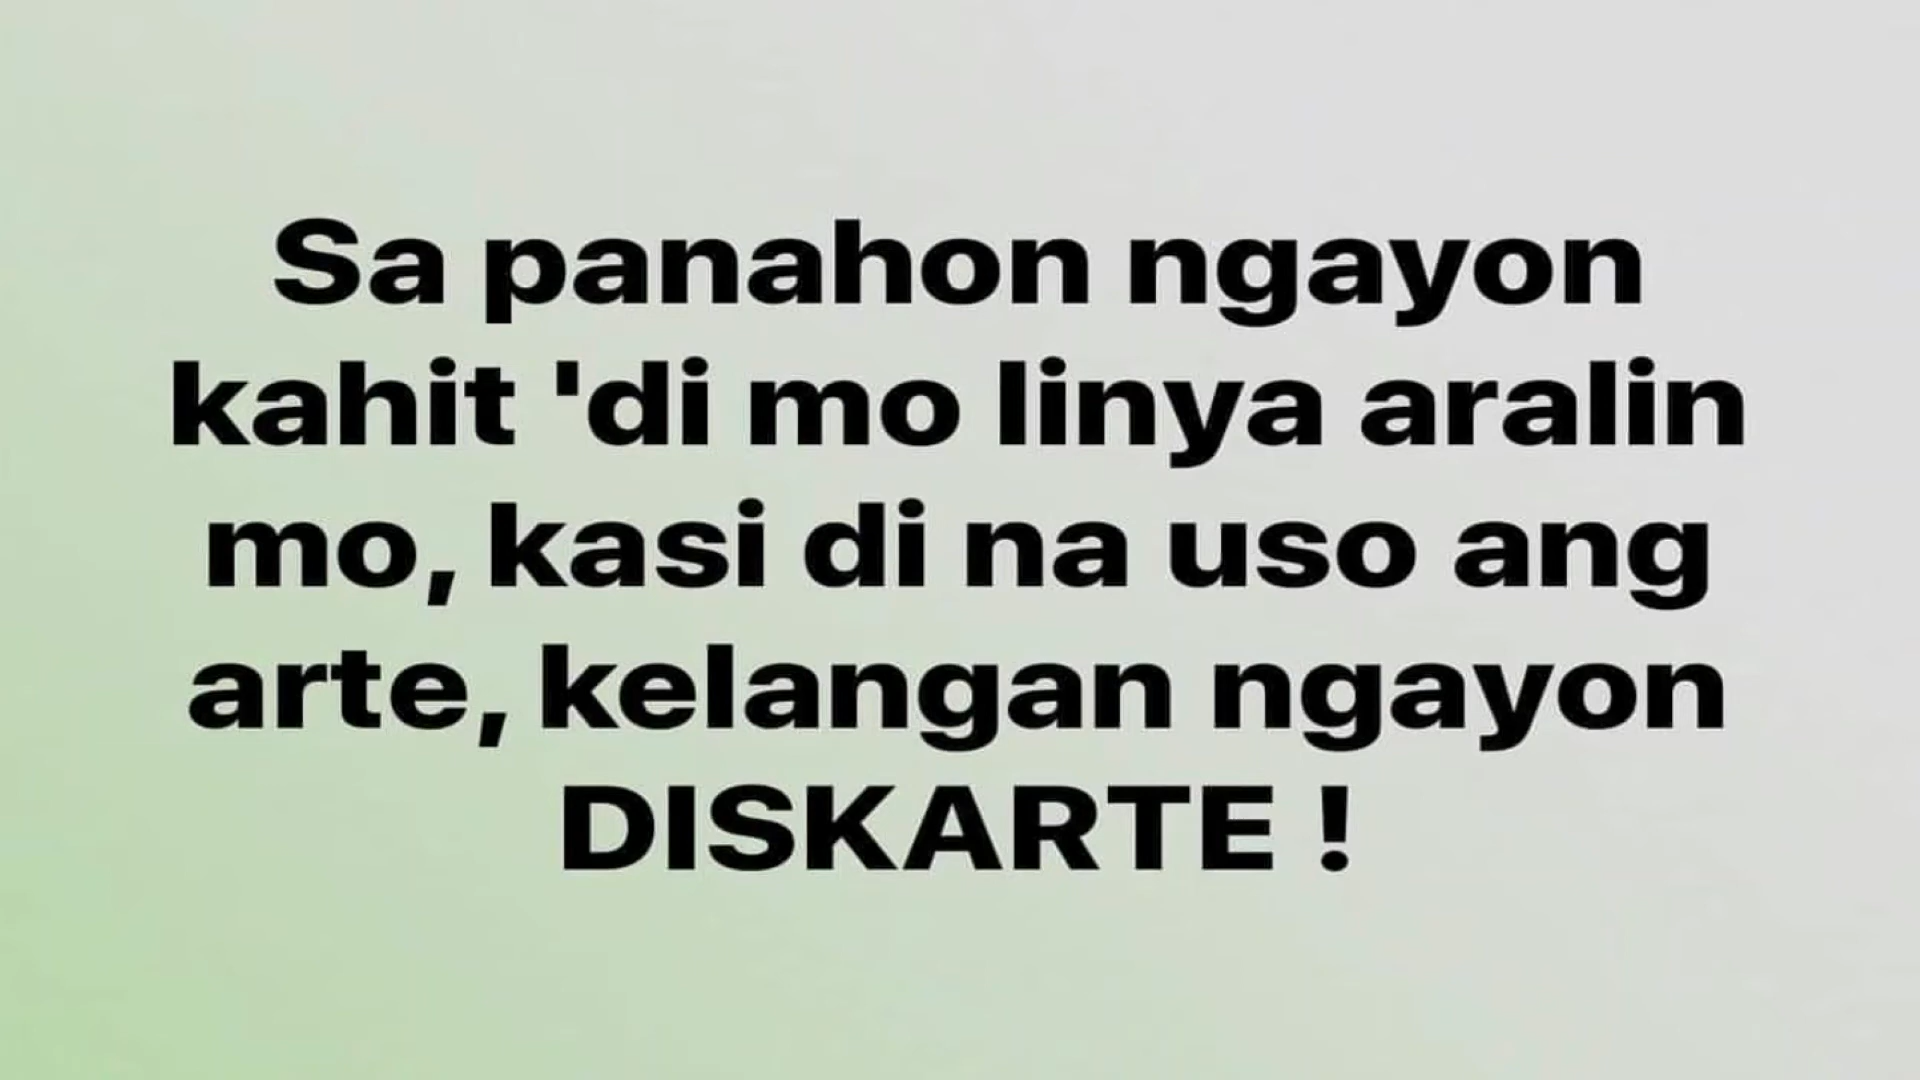 Sa panahon ngayon
kahit 'di mo linya aralin
mo, kasi di na uso ang
arte, kelangan ngayon
DISKARTE !